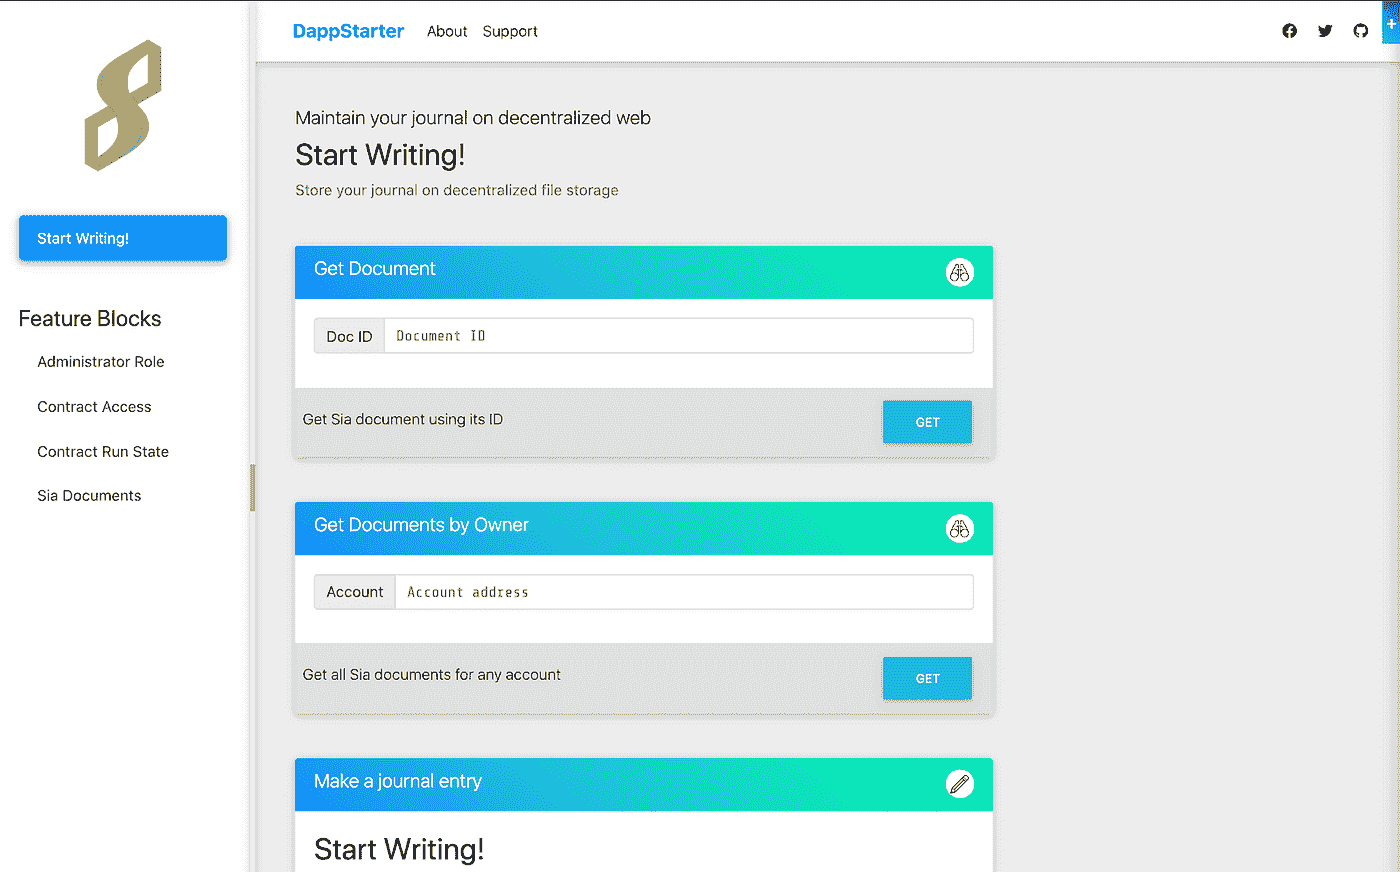 DappStarter About Support
+
Start Writing!
Feature Blocks
Administrator Role
Contract Access
Contract Run State
Sia Documents
Maintain your journal on decentralized web
Start Writing!
Store your journal on decentralized file storage
Get Document
Doc ID Document ID
Get Sia document using its ID GET
Get Documents by Owner
Account Account address
Get all Sia documents for any account GET
Make a journal entry
Start Writing!